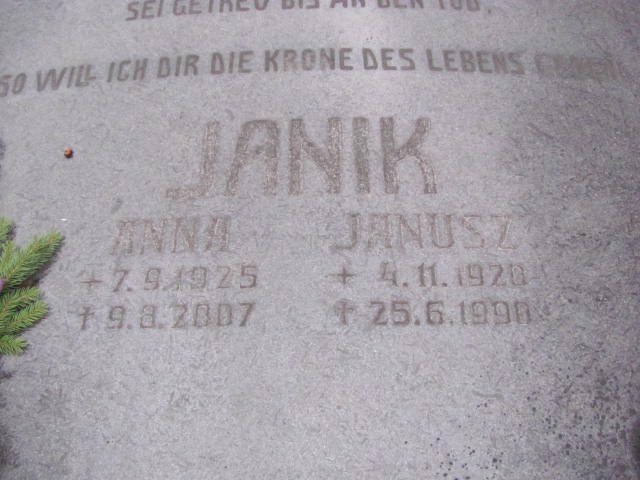 SEI GETREU BIS AN DEN TOD,
SO WILL ICH DIR DIE KRONE DES LEBENS GEBEN
JANIK
ANNA JANUSZ
+ 7.9.1925 + 4.11.1920
† 9.8.2007 † 25.6.1990